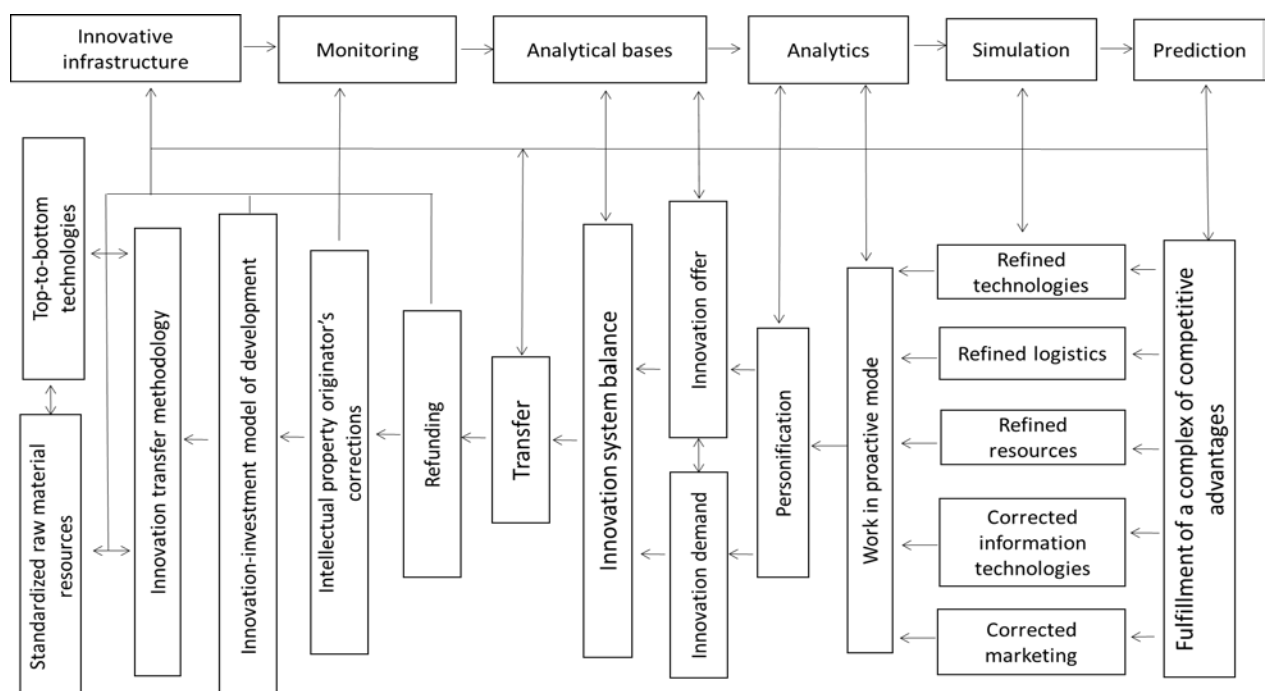 Innovative
infrastructure
Monitoring
Analytical bases
Analytics
Simulation
Prediction
Top-to-bottom
technologies
Standardized raw material
resources
Innovation transfer methodology
Innovation-investment model of development
Intellectual property originator’s
corrections
Refunding
Transfer
Innovation system balance
Innovation offer
Innovation demand
Personification
Work in proactive mode
Refined
technologies
Refined logistics
Refined
resources
Corrected
information
technologies
Corrected
marketing
Fulfillment of a complex of competitive
advantages